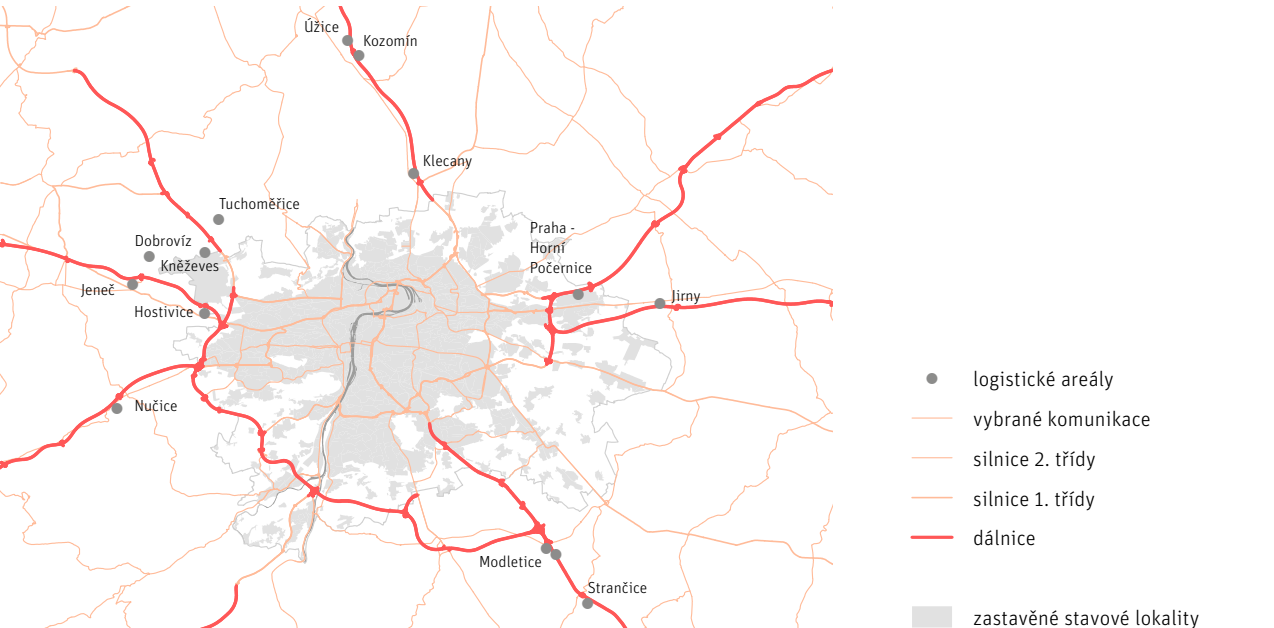 Úžice
Kozomín
Klecany
Tuchoměřice
Praha -
Horní
Počernice
Dobrovíz
Kněževes
Jeneč
Jirny
Hostivice
Nučice
Modletice
Strančice
logistické areály
vybrané komunikace
silnice 2. třídy
silnice 1. třídy
dálnice
zastavěné stavové lokality